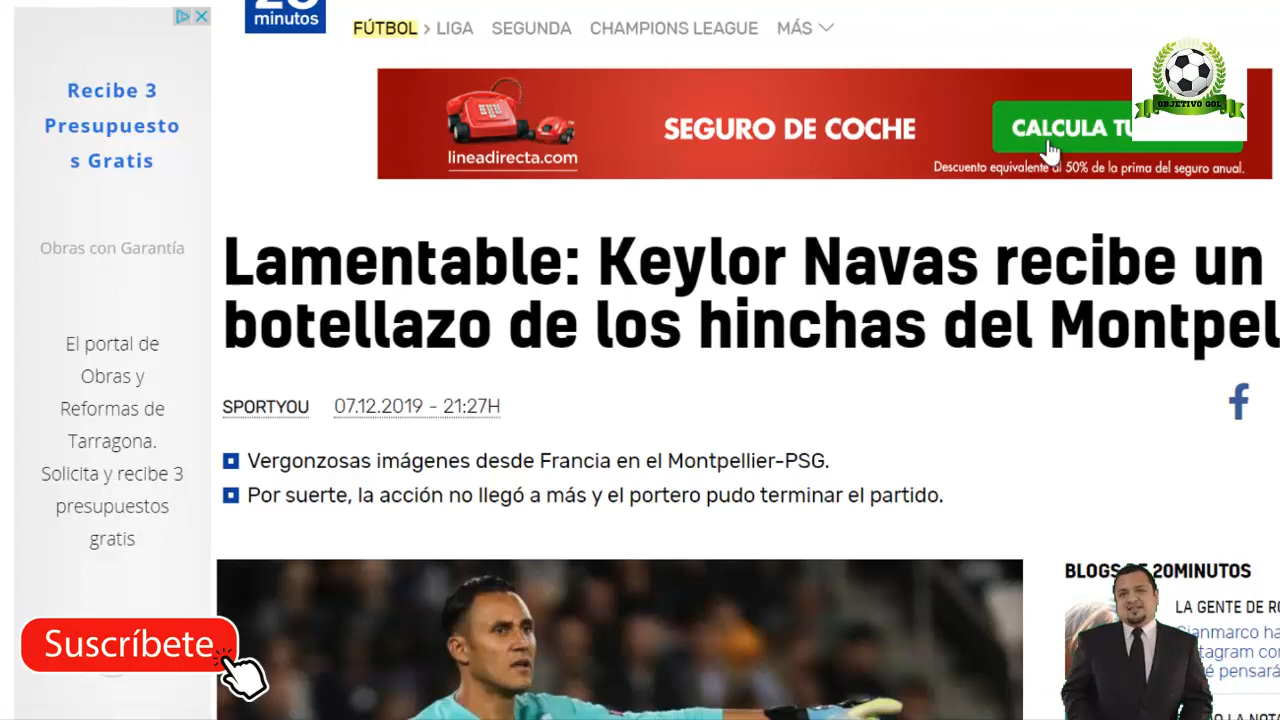 minutos
FÚTBOL > LIGA SEGUNDA CHAMPIONS LEAGUE MÁS
Recibe 3
Presupuesto
s Gratis
Obras con Garantía
El portal de
Obras y
Reformas de
Tarragona.
Solicita y recibe 3
presupuestos
gratis
lineadirecta.com
SEGURO DE COCHE
CALCULA TU
Descuento equivalente al 50% de la prima del seguro anual.
OBJETIVO GOL
Lamentable: Keylor Navas recibe un
botellazo de los hinchas del Montpel
SPORTYOU 07.12.2019 - 21:27H
Vergonzosas imágenes desde Francia en el Montpellier-PSG.
Por suerte, la acción no llegó a más y el portero pudo terminar el partido.
BLOGS DE 20MINUTOS
LA GENTE DE
Gianmarco ha
pensará
Suscríbete